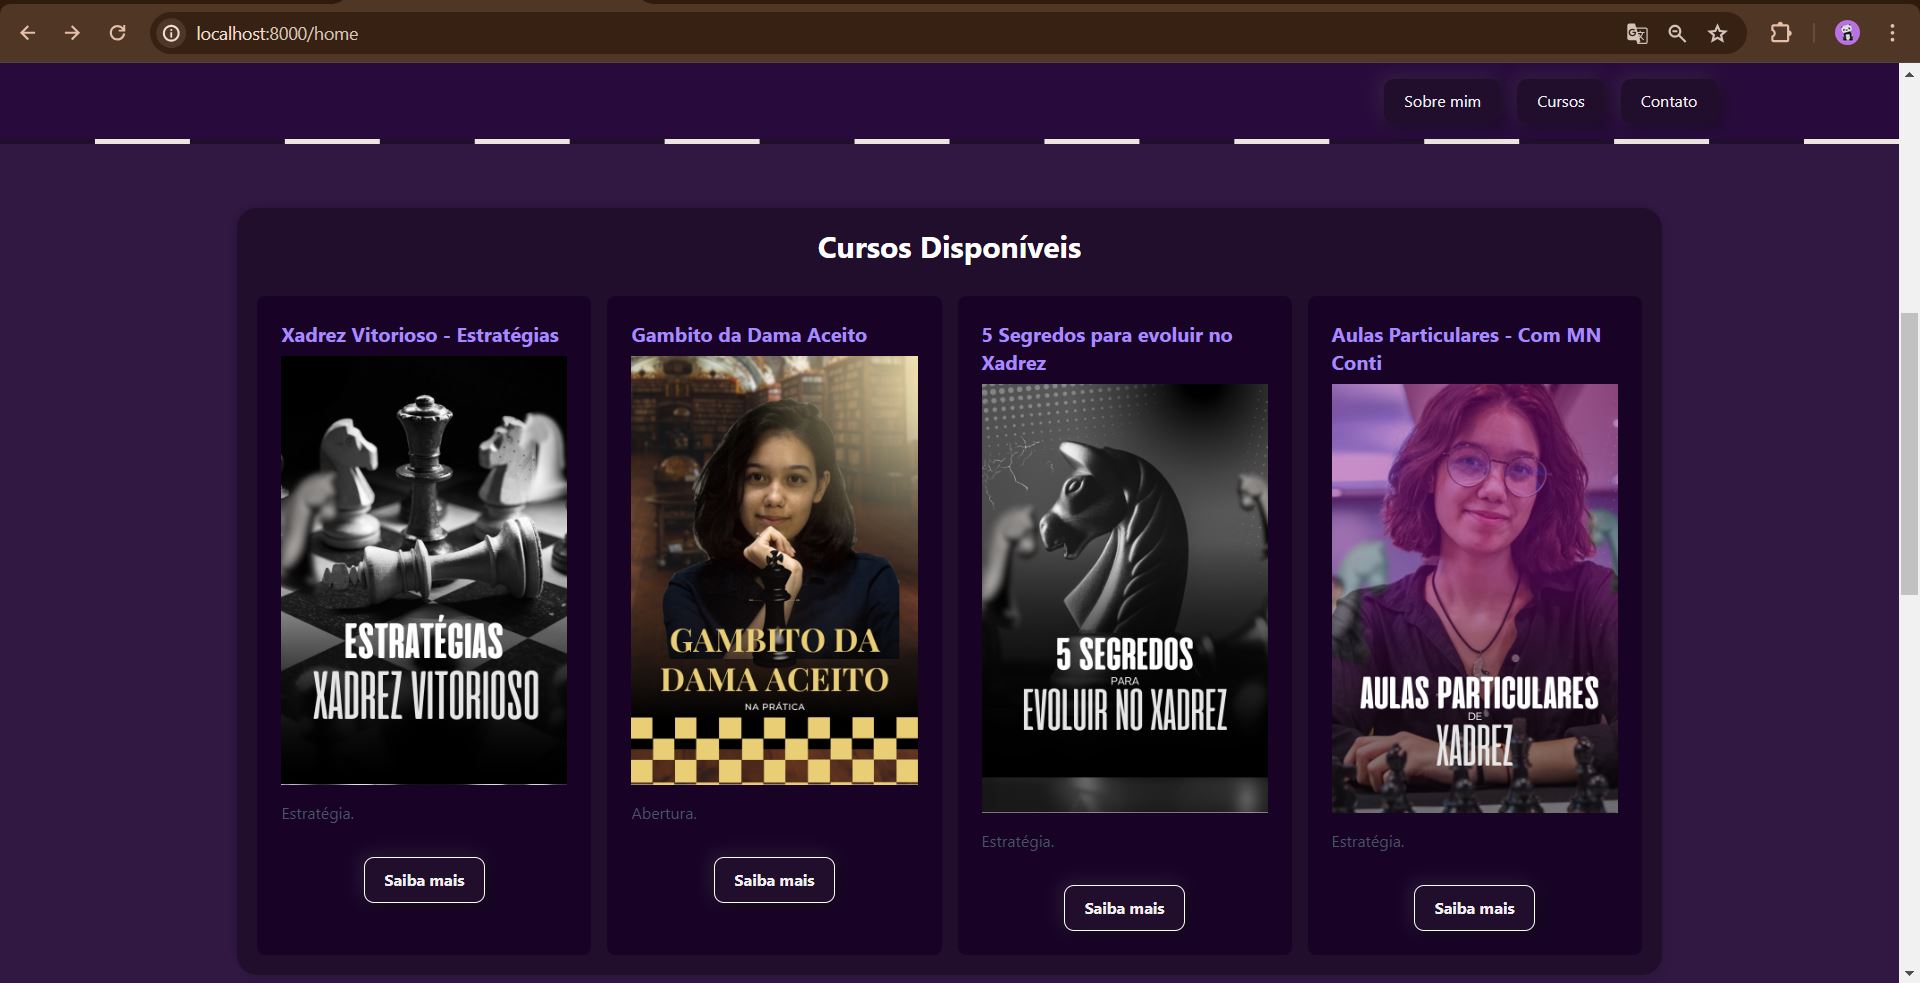 localhost:8000/home
Sobre mim
Cursos
Contato
Cursos Disponíveis
Xadrez Vitorioso - Estratégias
ESTRATÉGIAS
XADREZ VITORIOSO
Estratégia.
Saiba mais
Gambito da Dama Aceito
GAMBITO DA
DAMA ACEITO
NA PRÁTICA
Abertura.
Saiba mais
5 Segredos para evoluir no
Xadrez
5 SEGREDOS
PARA
EVOLUIR NO XADREZ
Estratégia.
Saiba mais
Aulas Particulares - Com MN
Conti
AULAS PARTICULARES
DE
XADREZ
Estratégia.
Saiba mais